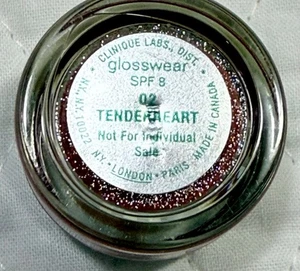 CLINIQUE LABS., DIST.
glosswear
SPF 8
02
TENDERHEART
Not For Individual
Sale
N.Y., N.Y. 10022
NY • LONDON • PARIS
MADE IN CANADA